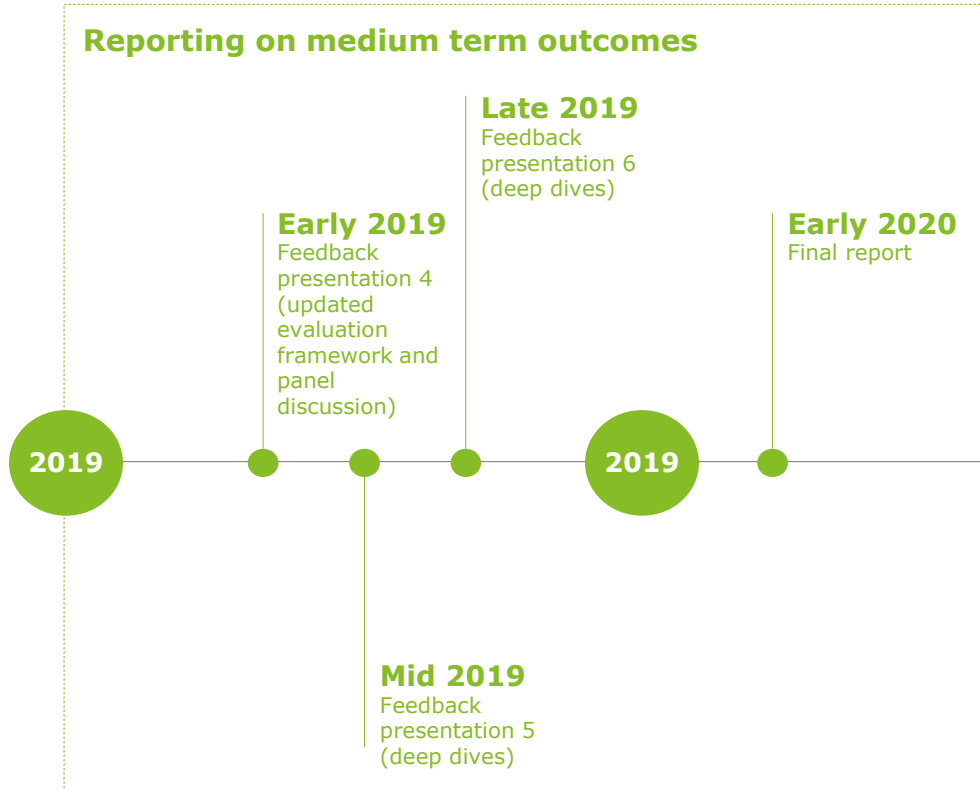 Reporting on medium term outcomes
Late 2019
Feedback
presentation 6
(deep dives)
Early 2019
Feedback
presentation 4
(updated
evaluation
framework and
panel
discussion)
Early 2020
Final report
2019
2019
Mid 2019
Feedback
presentation 5
(deep dives)